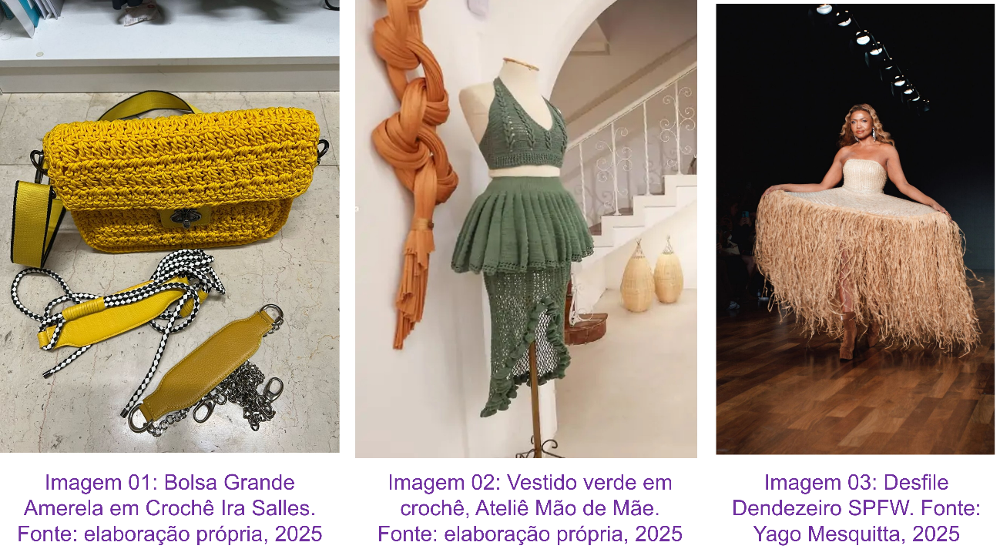 Imagem 01: Bolsa Grande
Amerela em Crochê Ira Salles.
Fonte: elaboração própria, 2025
Imagem 02: Vestido verde em
crochê, Ateliê Mão de Mãe.
Fonte: elaboração própria, 2025
Imagem 03: Desfile
Dendezeiro SPFW. Fonte:
Yago Mesquitta, 2025